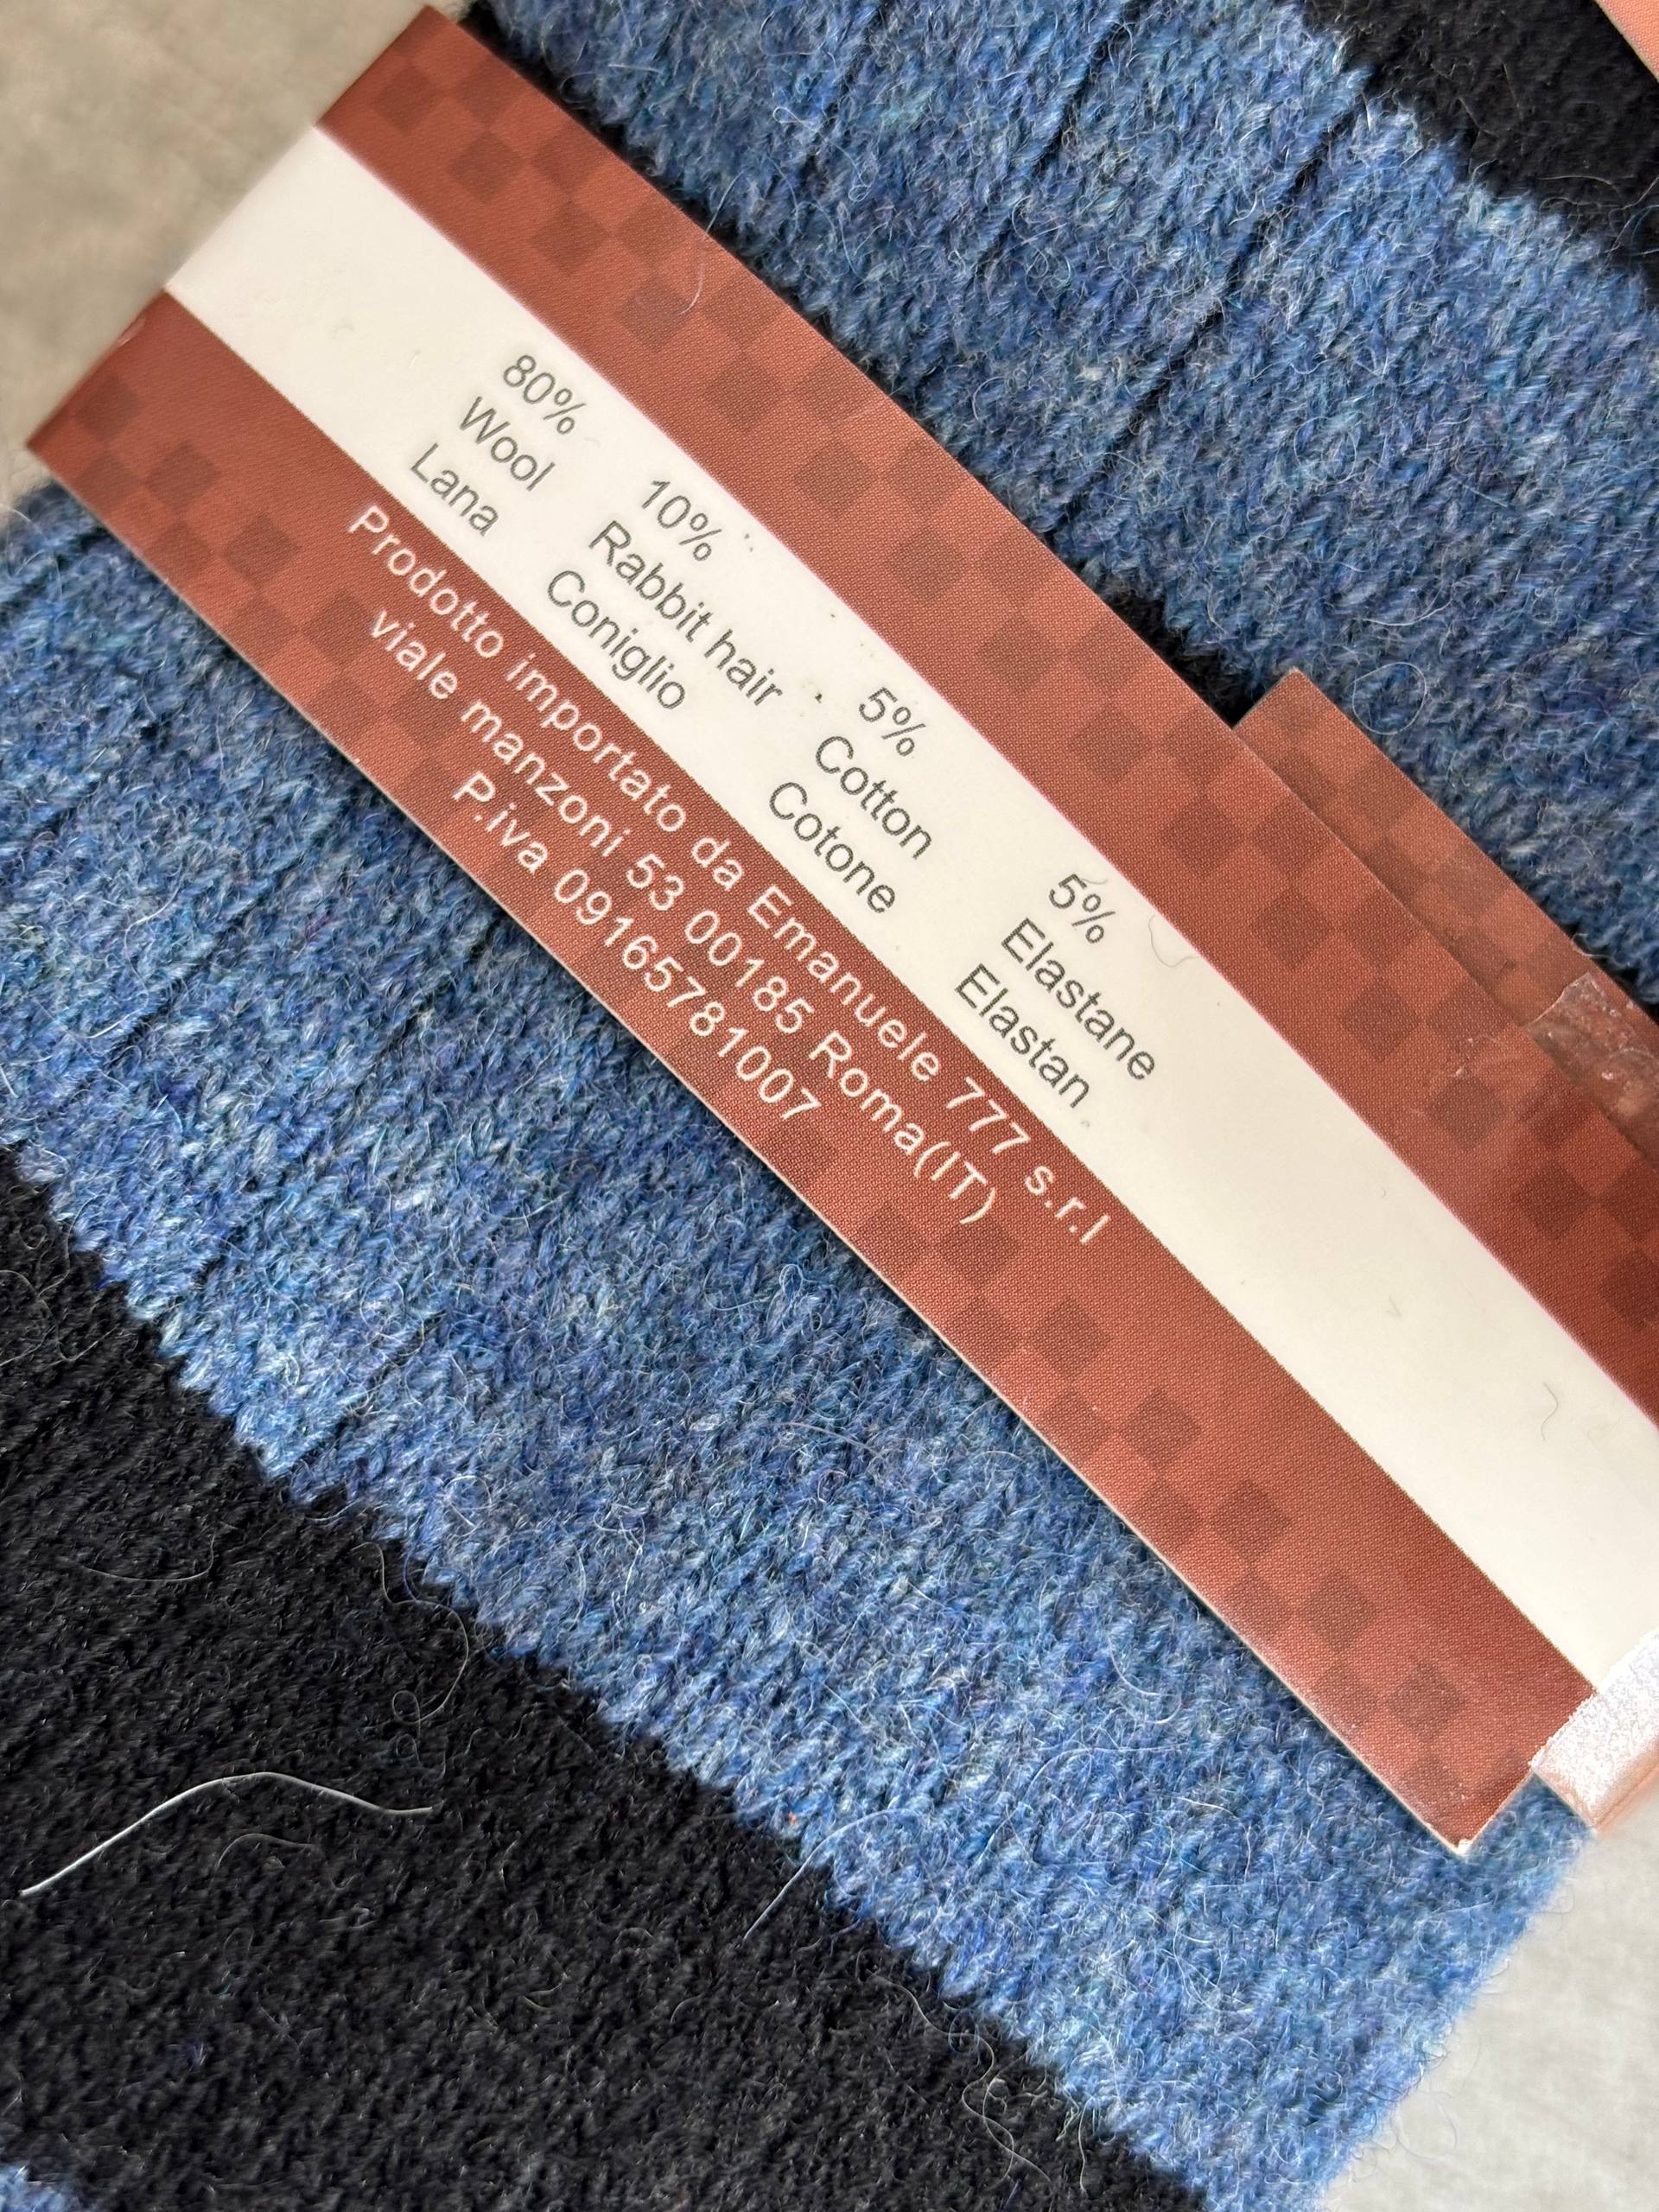 80% 10% 5% 5%
Wool Rabbit hair Cotton Elastane
Lana Coniglio Cotone Elastan
Prodotto importato da Emanuele 777 s.r.l
viale manzoni 53 00185 Roma(IT)
P.iva 09165781007